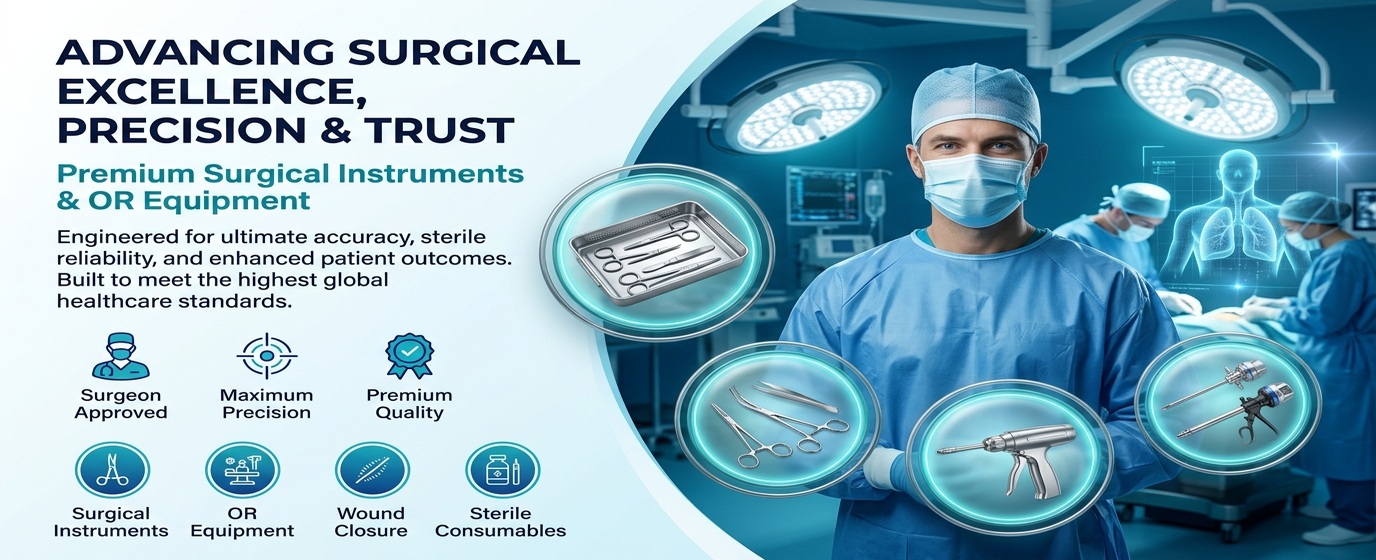 ADVANCING SURGICAL
EXCELLENCE,
PRECISION & TRUST
Premium Surgical Instruments
& OR Equipment
Engineered for ultimate accuracy, sterile
reliability, and enhanced patient outcomes.
Built to meet the highest global
healthcare standards.
Surgeon
Approved
Maximum
Precision
Premium
Quality
Surgical
Instruments
OR
Equipment
Wound
Closure
Sterile
Consumables